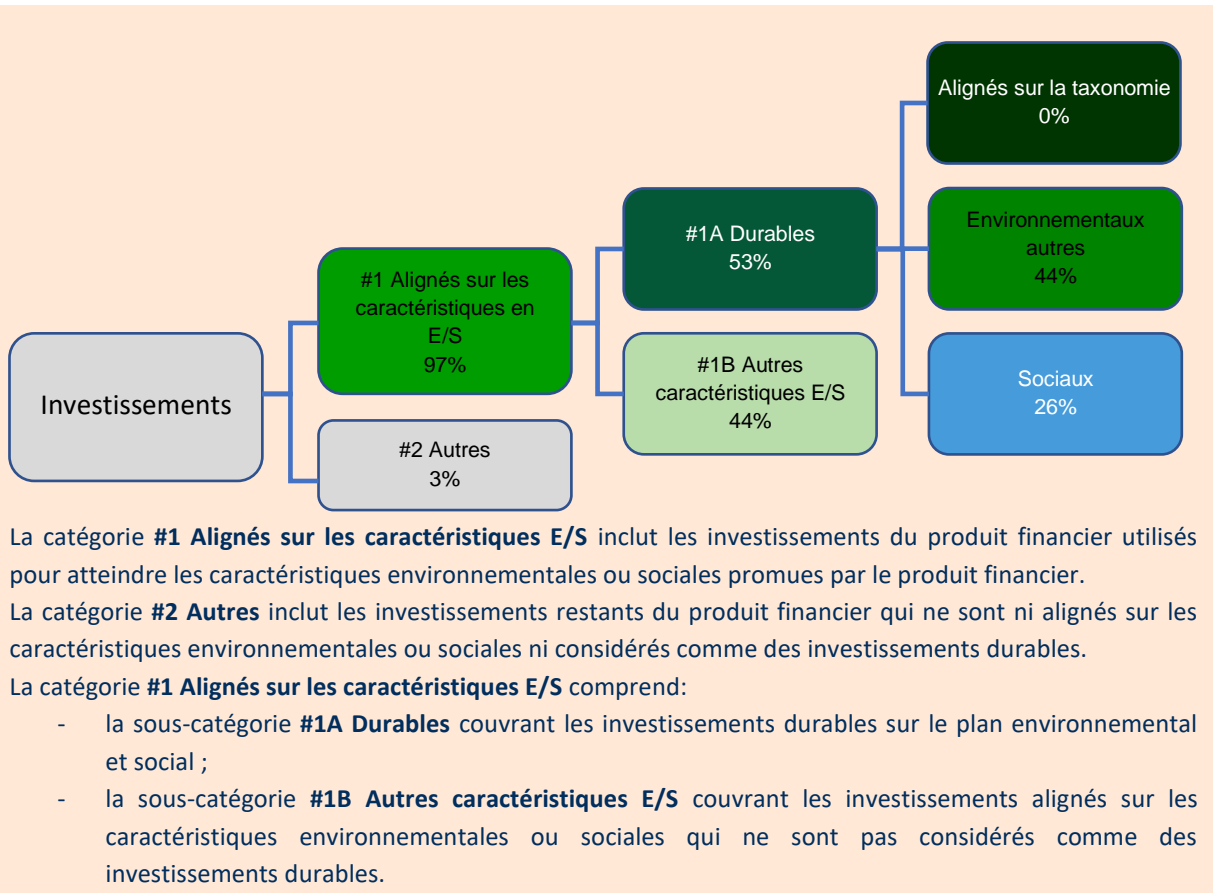 Alignés sur la taxonomie
0%
#1A Durables
53%
Environnementaux
autres
44%
#1 Alignés sur les
caractéristiques en
E/S
97%
#1B Autres
caractéristiques E/S
44%
Sociaux
26%
Investissements
#2 Autres
3%
La catégorie #1 Alignés sur les caractéristiques E/S inclut les investissements du produit financier utilisés
pour atteindre les caractéristiques environnementales ou sociales promues par le produit financier.
La catégorie #2 Autres inclut les investissements restants du produit financier qui ne sont ni alignés sur les
caractéristiques environnementales ou sociales ni considérés comme des investissements durables.
La catégorie #1 Alignés sur les caractéristiques E/S comprend:
- la sous-catégorie #1A Durables couvrant les investissements durables sur le plan environnemental
et social ;
- la sous-catégorie #1B Autres caractéristiques E/S couvrant les investissements alignés sur les
caractéristiques environnementales ou sociales qui ne sont pas considérés comme des
investissements durables.